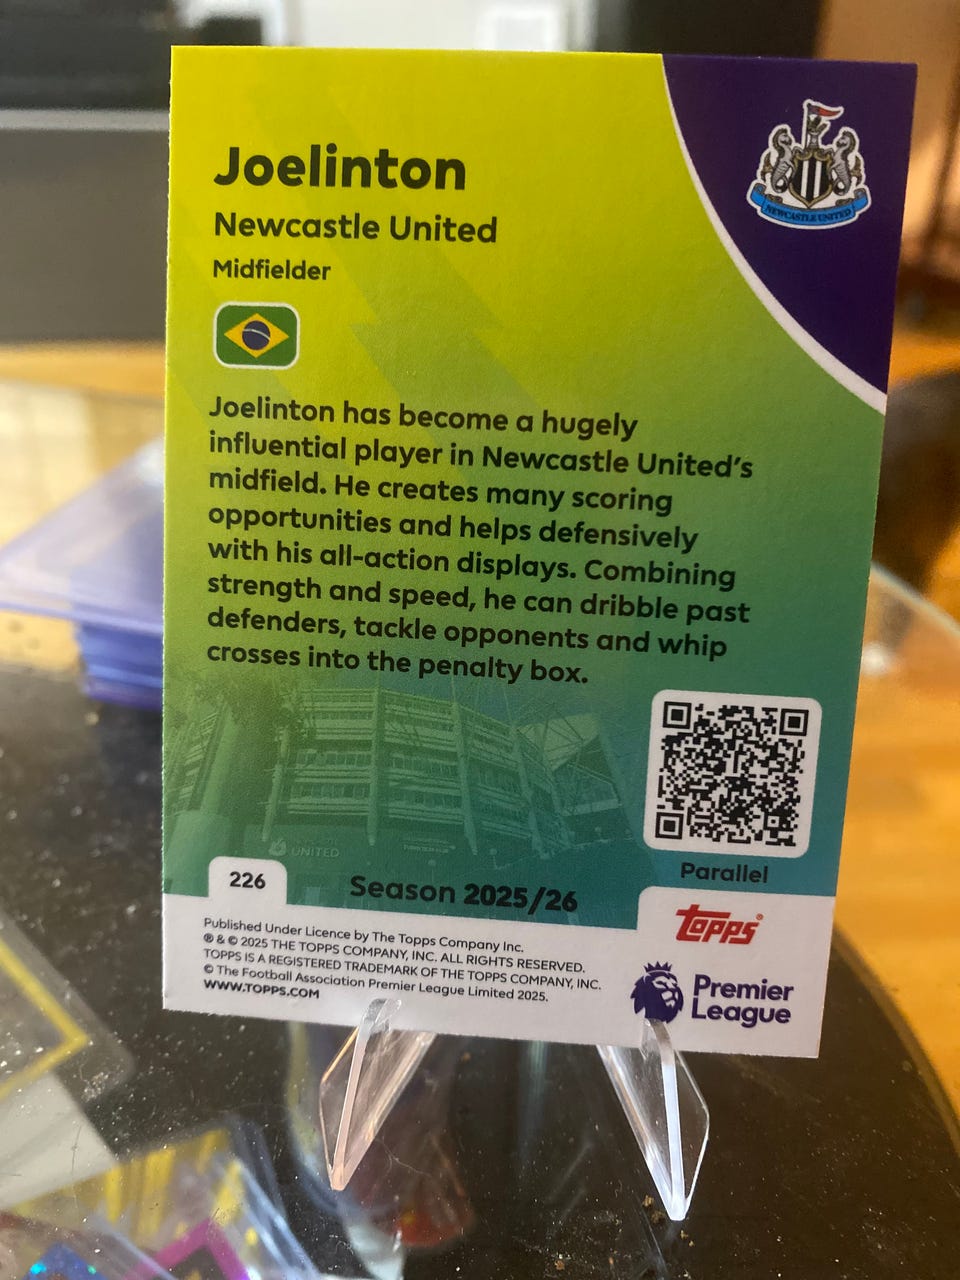 Joelinton
Newcastle United
Midfielder
NEWCASTLE UNITED
Joelinton has become a hugely
influential player in Newcastle United's
midfield. He creates many scoring
opportunities and helps defensively
with his all-action displays. Combining
strength and speed, he can dribble past
defenders, tackle opponents and whip
crosses into the penalty box.
UNITED
Parallel
226
Season 2025/26
Published Under Licence by The Topps Company Inc.
® & © 2025 THE TOPPS COMPANY, INC. ALL RIGHTS RESERVED.
TOPPS IS A REGISTERED TRADEMARK OF THE TOPPS COMPANY, INC.
© The Football Association Premier League Limited 2025.
WWW.TOPPS.COM
topps®
Premier
League